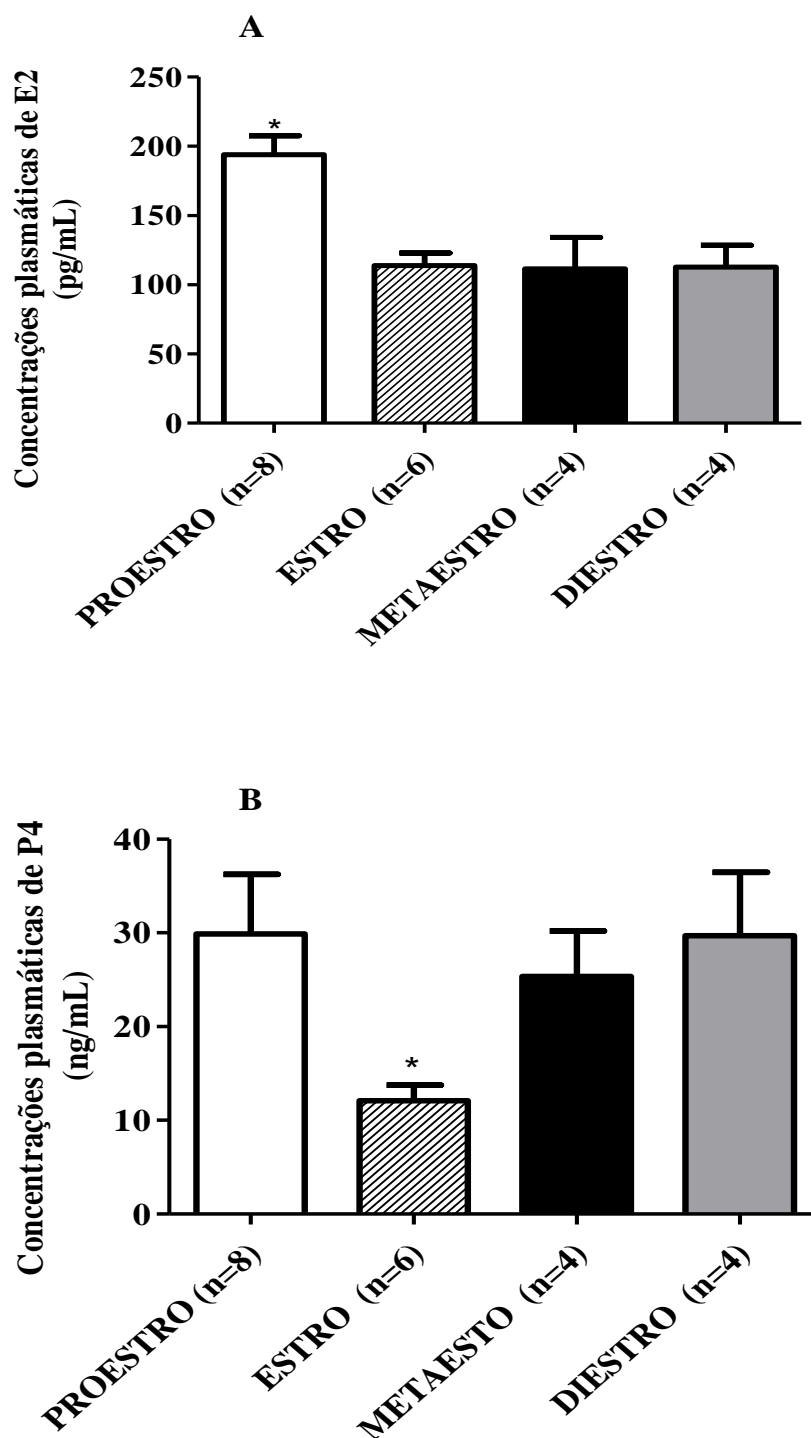 A
Concentrações plasmáticas de E2
(pg/mL)
250
200
150
100
50
0
*
PROESTRO (n=8)
ESTRO (n=6)
METAESTRO (n=4)
DIESTRO (n=4)
B
Concentrações plasmáticas de P4
(ng/mL)
40
30
20
10
0
*
PROESTRO (n=8)
ESTRO (n=6)
METAESTO (n=4)
DIESTRO (n=4)